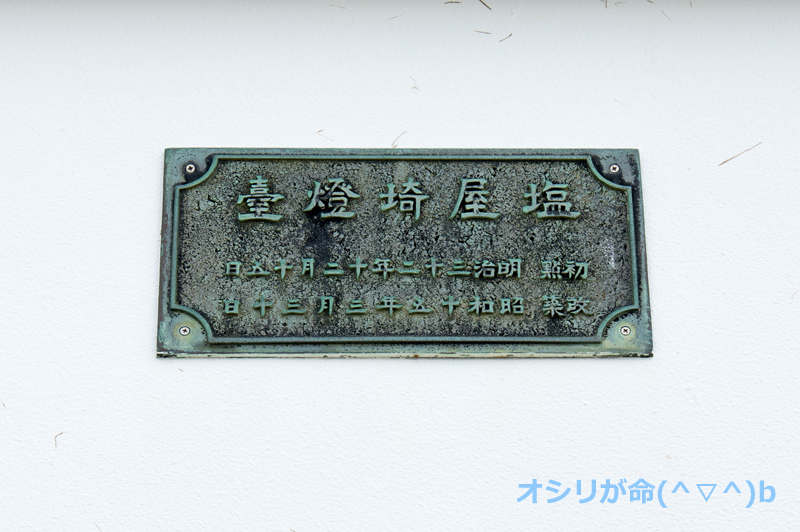 塩屋埼燈臺
初點 明治三十二年十二月十五日
改築 昭和十五年三月三十日
オシリが命(^▽^)b